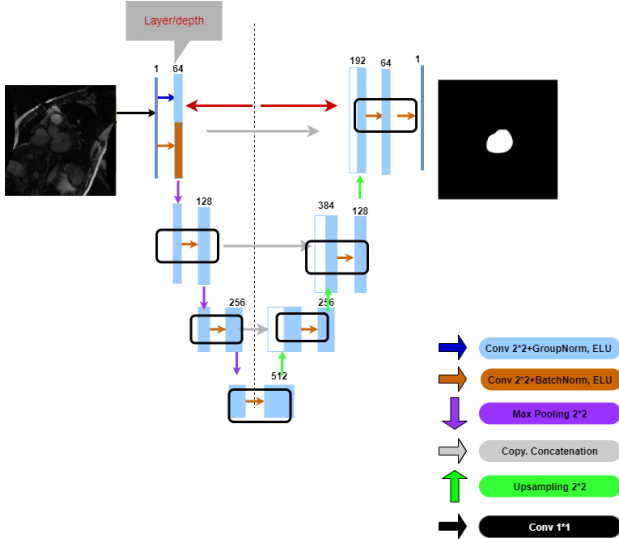 Layer/depth
1
64
192
64
1
128
384
128
256
256
512
Conv 2*2+GroupNorm, ELU
Conv 2*2+BatchNorm, ELU
Max Pooling 2*2
Copy. Concatenation
Upsampling 2*2
Conv 1*1